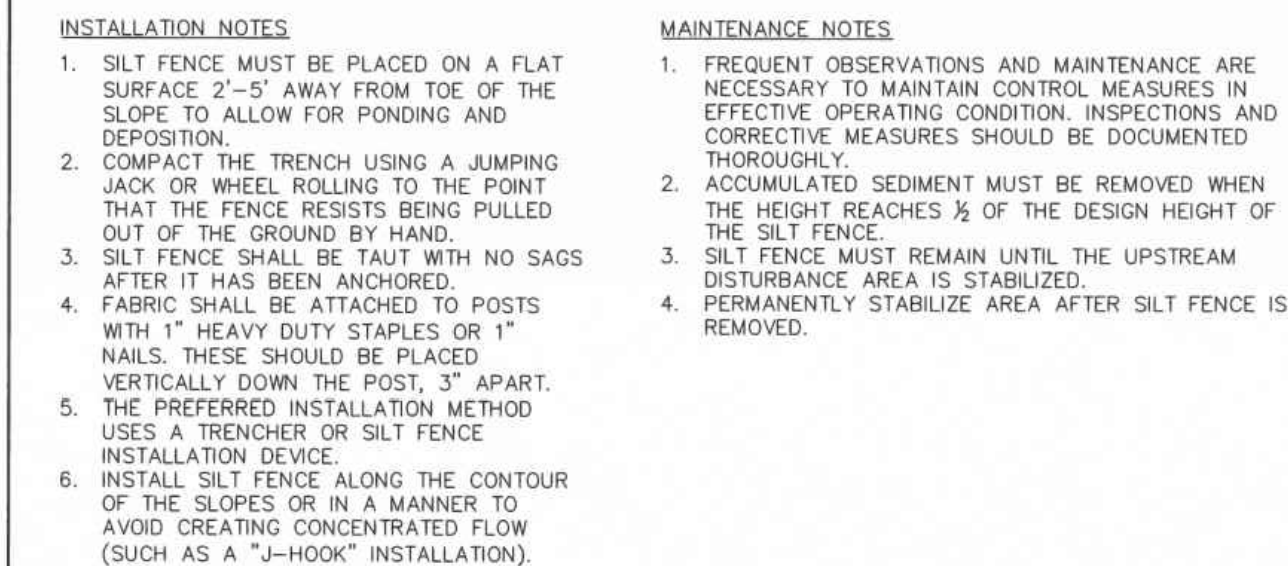 INSTALLATION NOTES
1. SILT FENCE MUST BE PLACED ON A FLAT
SURFACE 2'-5' AWAY FROM TOE OF THE
SLOPE TO ALLOW FOR PONDING AND
DEPOSITION.
2. COMPACT THE TRENCH USING A JUMPING
JACK OR WHEEL ROLLING TO THE POINT
THAT THE FENCE RESISTS BEING PULLED
OUT OF THE GROUND BY HAND.
3. SILT FENCE SHALL BE TAUT WITH NO SAGS
AFTER IT HAS BEEN ANCHORED.
4. FABRIC SHALL BE ATTACHED TO POSTS
WITH 1" HEAVY DUTY STAPLES OR 1"
NAILS. THESE SHOULD BE PLACED
VERTICALLY DOWN THE POST, 3" APART.
5. THE PREFERRED INSTALLATION METHOD
USES A TRENCHER OR SILT FENCE
INSTALLATION DEVICE.
6. INSTALL SILT FENCE ALONG THE CONTOUR
OF THE SLOPES OR IN A MANNER TO
AVOID CREATING CONCENTRATED FLOW
(SUCH AS A "J-HOOK" INSTALLATION).
MAINTENANCE NOTES
1. FREQUENT OBSERVATIONS AND MAINTENANCE ARE
NECESSARY TO MAINTAIN CONTROL MEASURES IN
EFFECTIVE OPERATING CONDITION. INSPECTIONS AND
CORRECTIVE MEASURES SHOULD BE DOCUMENTED
THOROUGHLY.
2. ACCUMULATED SEDIMENT MUST BE REMOVED WHEN
THE HEIGHT REACHES ½ OF THE DESIGN HEIGHT OF
THE SILT FENCE.
3. SILT FENCE MUST REMAIN UNTIL THE UPSTREAM
DISTURBANCE AREA IS STABILIZED.
4. PERMANENTLY STABILIZE AREA AFTER SILT FENCE IS
REMOVED.